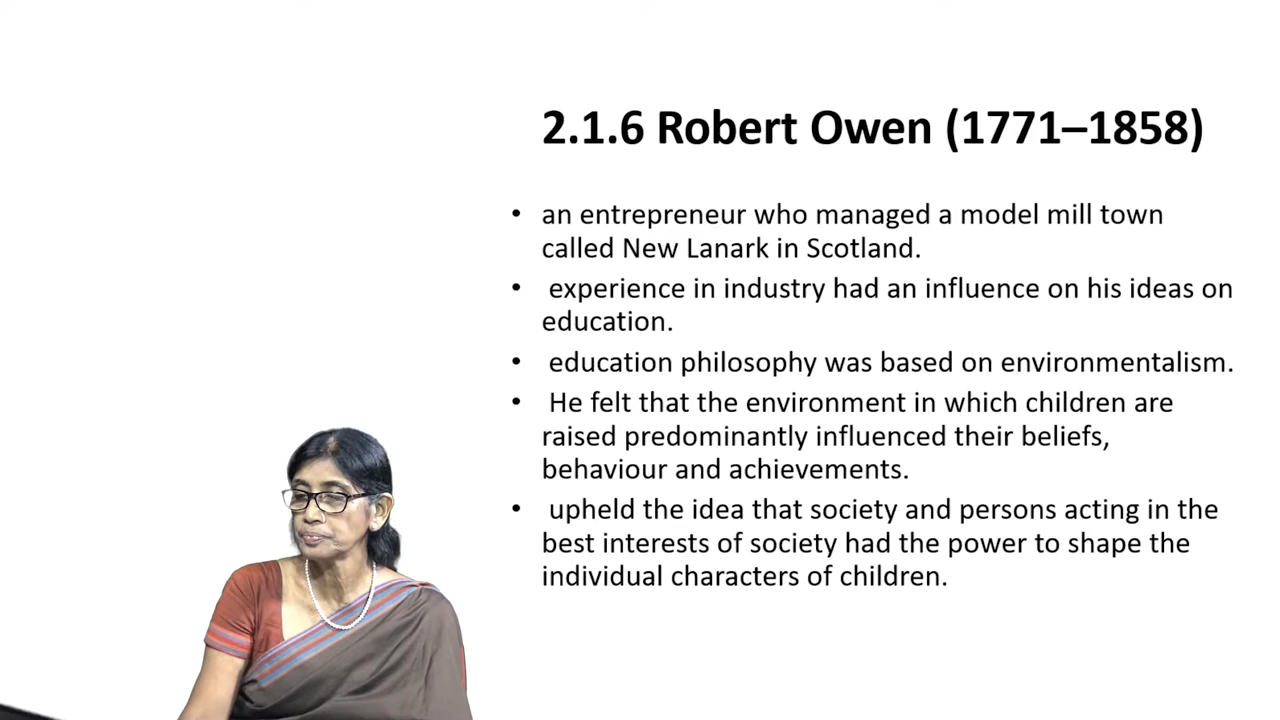 2.1.6 Robert Owen (1771–1858)
• an entrepreneur who managed a model mill town
called New Lanark in Scotland.
• experience in industry had an influence on his ideas on
education.
• education philosophy was based on environmentalism.
• He felt that the environment in which children are
raised predominantly influenced their beliefs,
behaviour and achievements.
• upheld the idea that society and persons acting in the
best interests of society had the power to shape the
individual characters of children.